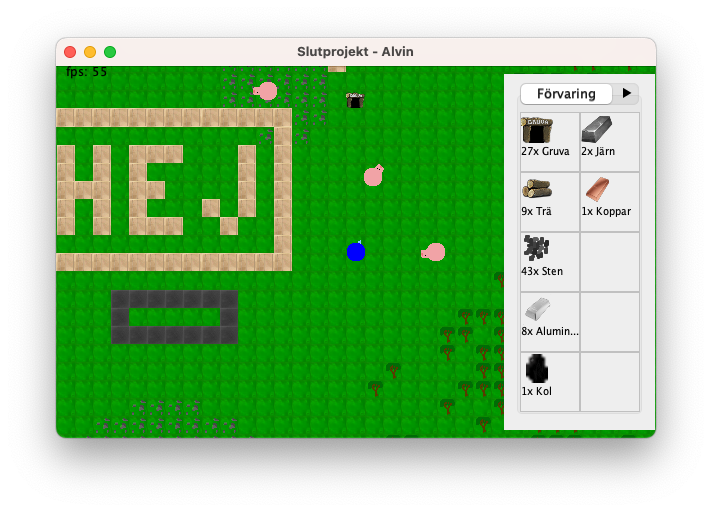 Slutprojekt - Alvin
fps: 55
HEJ
Förvaring
GRUVA
27x Gruva
2x Järn
9x Trä
1x Koppar
43x Sten
8x Alumin...
1x Kol